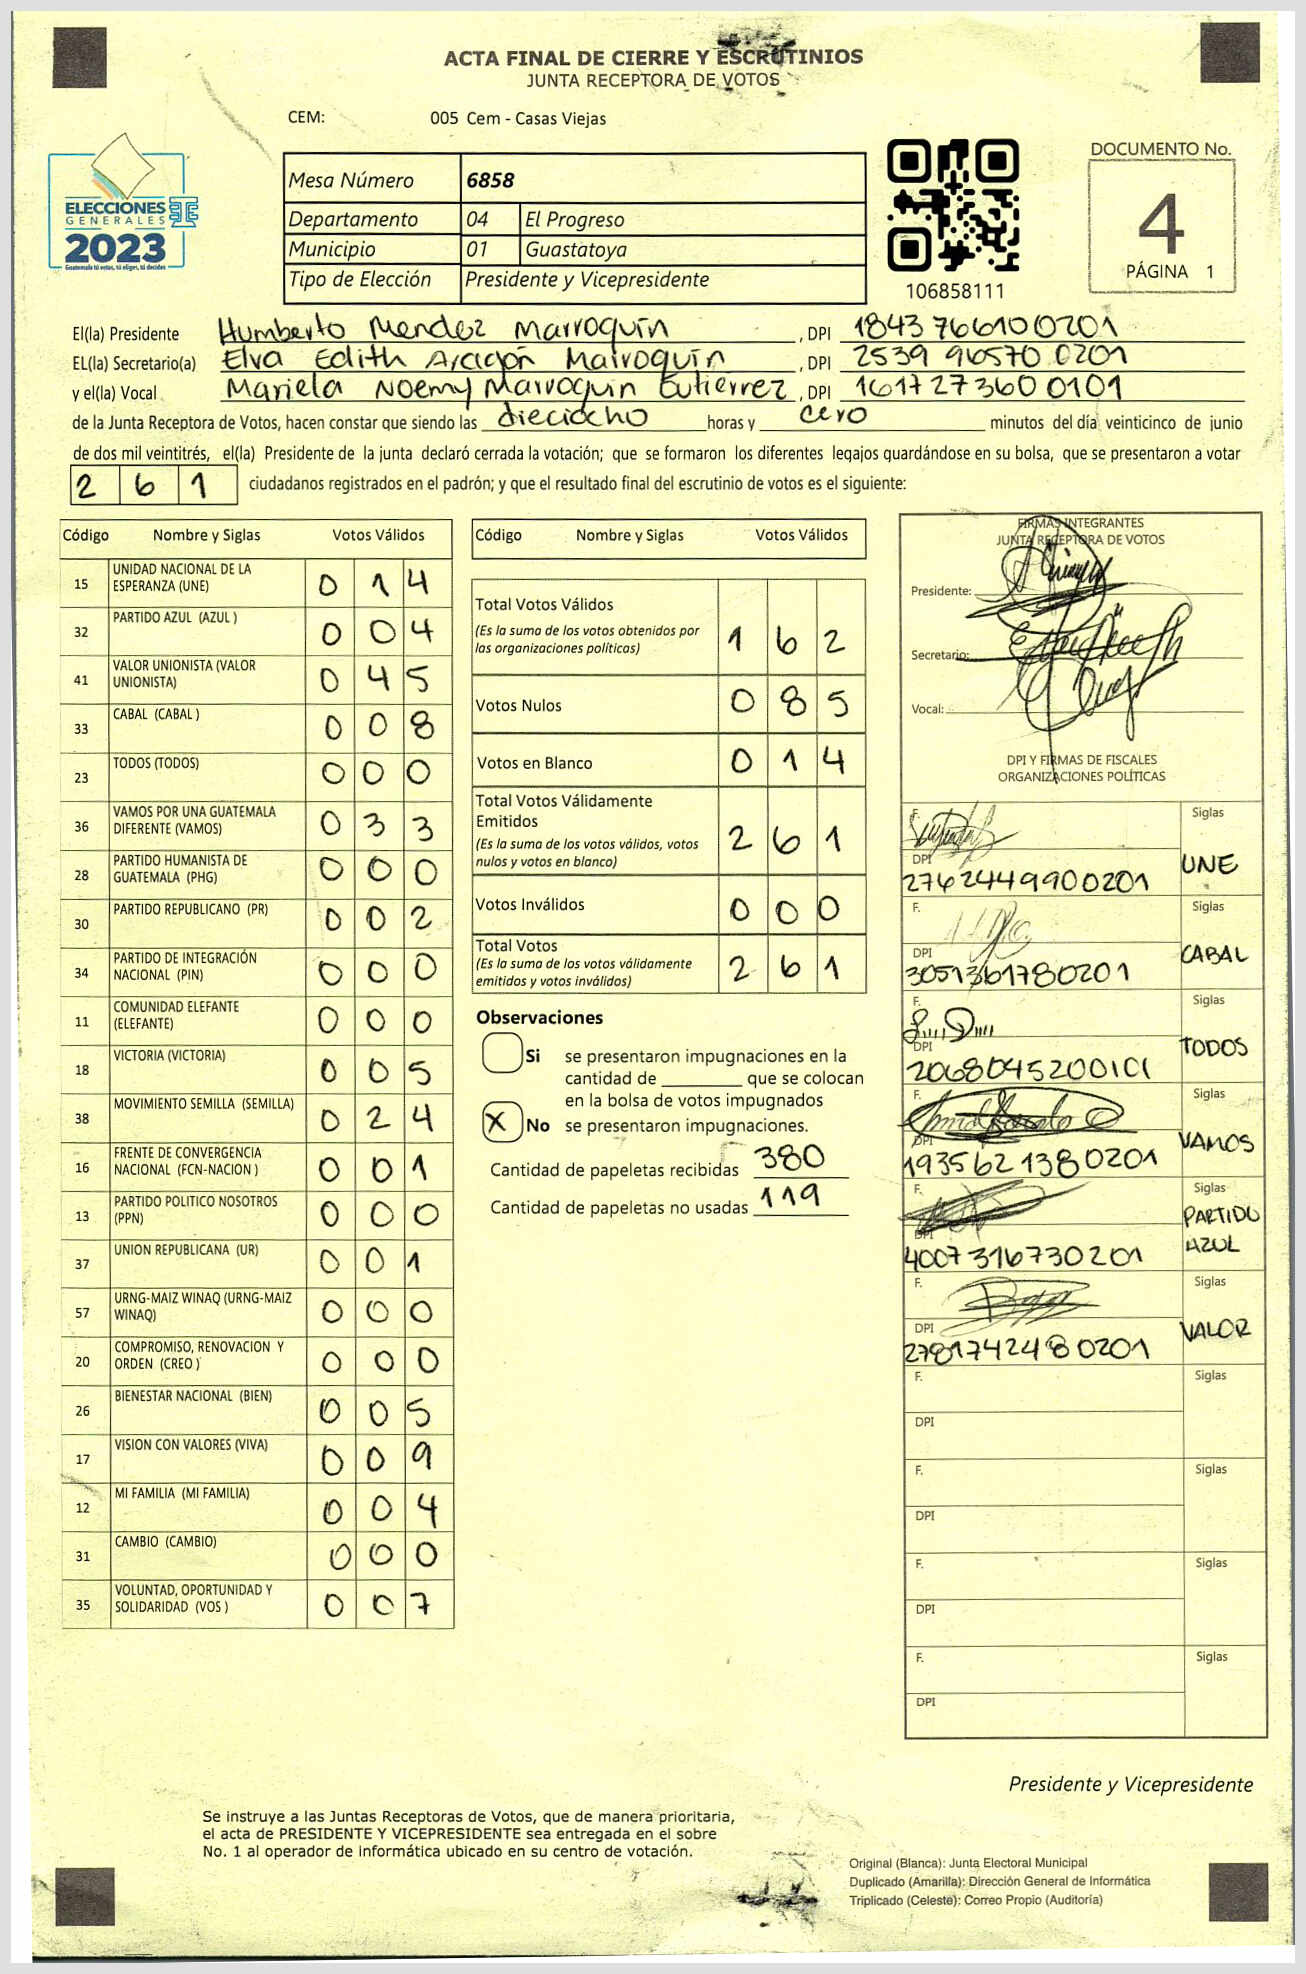 ACTA FINAL DE CIERRE Y ESCRUTINIOS
JUNTA RECEPTORA DE VOTOS
CEM: 005 Cem - Casas Viejas
ELECCIONES
GENERALES
2023
Guatemala tú votas, tú eliges, tú decides
Mesa Número 6858
Departamento 04 El Progreso
Municipio 01 Guastatoya
Tipo de Elección Presidente y Vicepresidente
106858111
DOCUMENTO No.
4
PÁGINA 1
El(la) Presidente Humberto Mendez Marroquín , DPI 1843 76610 0201
EL(la) Secretario(a) Elva Edith Aragón Marroquín , DPI 2539 96570 0201
y el(la) Vocal Mariela Noemy Marroquin Gutierrez , DPI 1617 27360 0101
de la Junta Receptora de Votos, hacen constar que siendo las dieciocho horas y cero minutos del día veinticinco de junio
de dos mil veintitrés, el(la) Presidente de la junta declaró cerrada la votación; que se formaron los diferentes legajos guardándose en su bolsa, que se presentaron a votar
2 6 1 ciudadanos registrados en el padrón; y que el resultado final del escrutinio de votos es el siguiente:
Código Nombre y Siglas Votos Válidos
15 UNIDAD NACIONAL DE LA ESPERANZA (UNE) 0 1 4
32 PARTIDO AZUL (AZUL ) 0 0 4
41 VALOR UNIONISTA (VALOR UNIONISTA) 0 4 5
33 CABAL (CABAL ) 0 0 8
23 TODOS (TODOS) 0 0 0
36 VAMOS POR UNA GUATEMALA DIFERENTE (VAMOS) 0 3 3
28 PARTIDO HUMANISTA DE GUATEMALA (PHG) 0 0 0
30 PARTIDO REPUBLICANO (PR) 0 0 2
34 PARTIDO DE INTEGRACIÓN NACIONAL (PIN) 0 0 0
11 COMUNIDAD ELEFANTE (ELEFANTE) 0 0 0
18 VICTORIA (VICTORIA) 0 0 5
38 MOVIMIENTO SEMILLA (SEMILLA) 0 2 4
16 FRENTE DE CONVERGENCIA NACIONAL (FCN-NACION ) 0 0 1
13 PARTIDO POLITICO NOSOTROS (PPN) 0 0 0
37 UNION REPUBLICANA (UR) 0 0 1
57 URNG-MAIZ WINAQ (URNG-MAIZ WINAQ) 0 0 0
20 COMPROMISO, RENOVACION Y ORDEN (CREO ) 0 0 0
26 BIENESTAR NACIONAL (BIEN) 0 0 5
17 VISION CON VALORES (VIVA) 0 0 9
12 MI FAMILIA (MI FAMILIA) 0 0 4
31 CAMBIO (CAMBIO) 0 0 0
35 VOLUNTAD, OPORTUNIDAD Y SOLIDARIDAD (VOS ) 0 0 7
Código Nombre y Siglas Votos Válidos
Total Votos Válidos
(Es la suma de los votos obtenidos por las organizaciones políticas) 1 6 2
Votos Nulos 0 8 5
Votos en Blanco 0 1 4
Total Votos Válidamente Emitidos
(Es la suma de los votos válidos, votos nulos y votos en blanco) 2 6 1
Votos Inválidos 0 0 0
Total Votos
(Es la suma de los votos válidamente emitidos y votos inválidos) 2 6 1
Observaciones
Si se presentaron impugnaciones en la
cantidad de ________ que se colocan
en la bolsa de votos impugnados
X No se presentaron impugnaciones.
Cantidad de papeletas recibidas 380
Cantidad de papeletas no usadas 119
FIRMAS INTEGRANTES
JUNTA RECEPTORA DE VOTOS
Presidente:
Secretario:
Vocal:
DPI Y FIRMAS DE FISCALES
ORGANIZACIONES POLÍTICAS
F. Siglas
DPI 2762449900201 UNE
F. Siglas
DPI 3051361780201 CABAL
F. Siglas
DPI 2068045200101 TODOS
F. Siglas
DPI 1935621380201 VAMOS
F. Siglas
DPI 4007316730201 PARTIDO AZUL
F. Siglas
DPI 2781742480201 VALOR
F. Siglas
DPI
F. Siglas
DPI
F. Siglas
DPI
F. Siglas
DPI
Presidente y Vicepresidente
Se instruye a las Juntas Receptoras de Votos, que de manera prioritaria,
el acta de PRESIDENTE Y VICEPRESIDENTE sea entregada en el sobre
No. 1 al operador de informática ubicado en su centro de votación.
Original (Blanca): Junta Electoral Municipal
Duplicado (Amarilla): Dirección General de Informática
Triplicado (Celeste): Correo Propio (Auditoría)